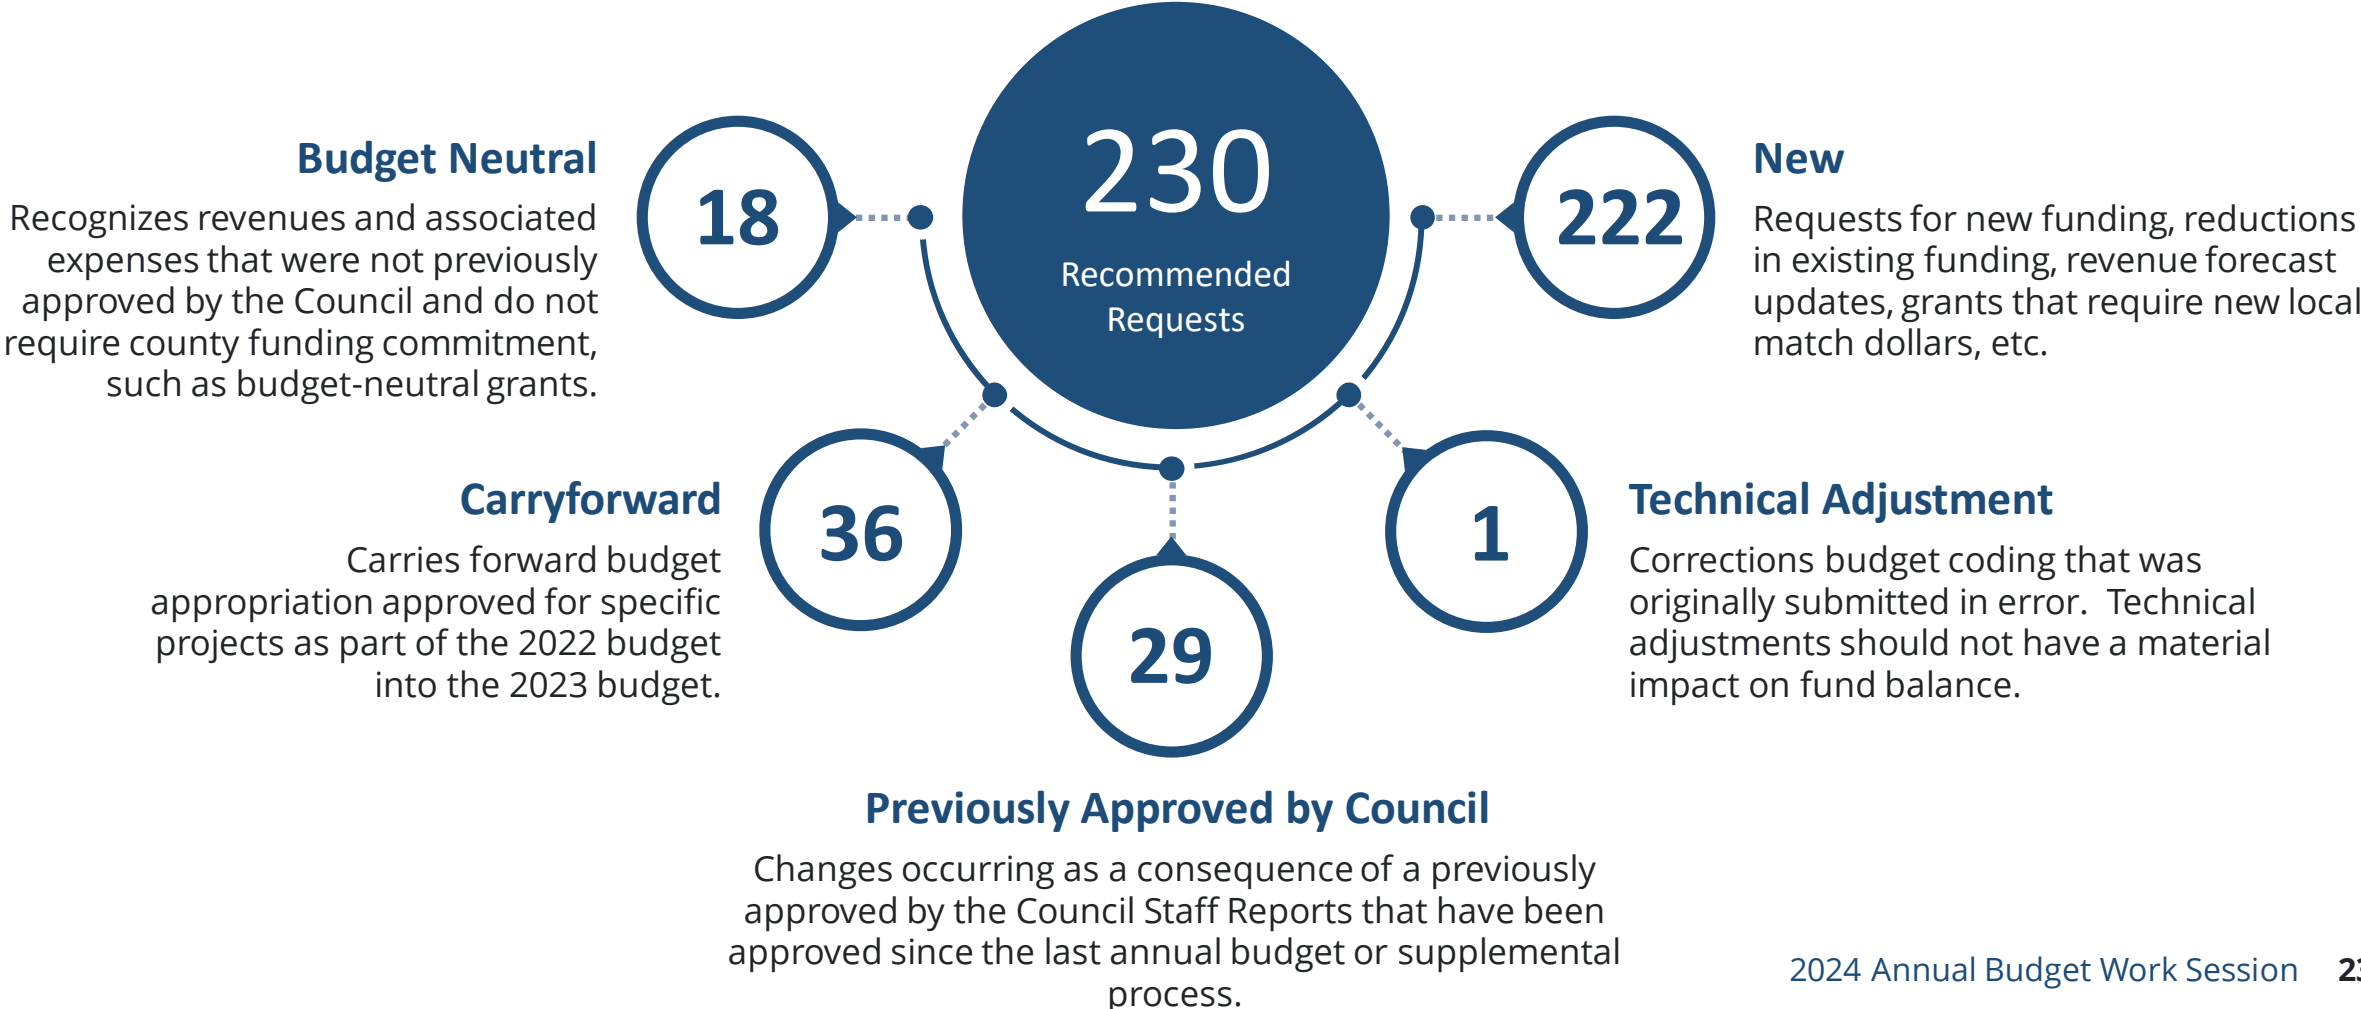 230
Recommended
Requests
Budget Neutral
18
Recognizes revenues and associated
expenses that were not previously
approved by the Council and do not
require county funding commitment,
such as budget-neutral grants.
222
New
Requests for new funding, reductions
in existing funding, revenue forecast
updates, grants that require new local
match dollars, etc.
Carryforward
36
Carries forward budget
appropriation approved for specific
projects as part of the 2022 budget
into the 2023 budget.
1
Technical Adjustment
Corrections budget coding that was
originally submitted in error.  Technical
adjustments should not have a material
impact on fund balance.
29
Previously Approved by Council
Changes occurring as a consequence of a previously
approved by the Council Staff Reports that have been
approved since the last annual budget or supplemental
process.
2024 Annual Budget Work Session 23